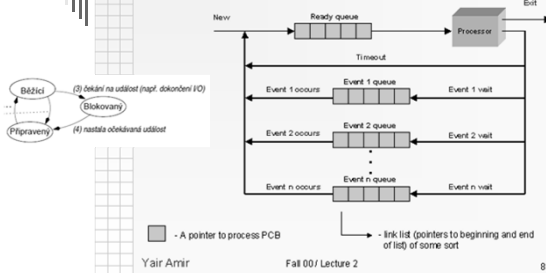 New
Ready queue
Exit
Processor
Timeout
Event 1 queue
Event 1 occurs
Event 1 wait
Event 2 queue
Event 2 occurs
Event 2 wait
Event n queue
Event n occurs
Event n wait
Běžící
(3) čekání na událost (např. dokončení I/O)
Blokovaný
Připravený
(4) nastala očekávaná událost
- A pointer to process PCB
- link list (pointers to beginning and end
of list) of some sort
Yair Amir
Fall 00/ Lecture 2
8